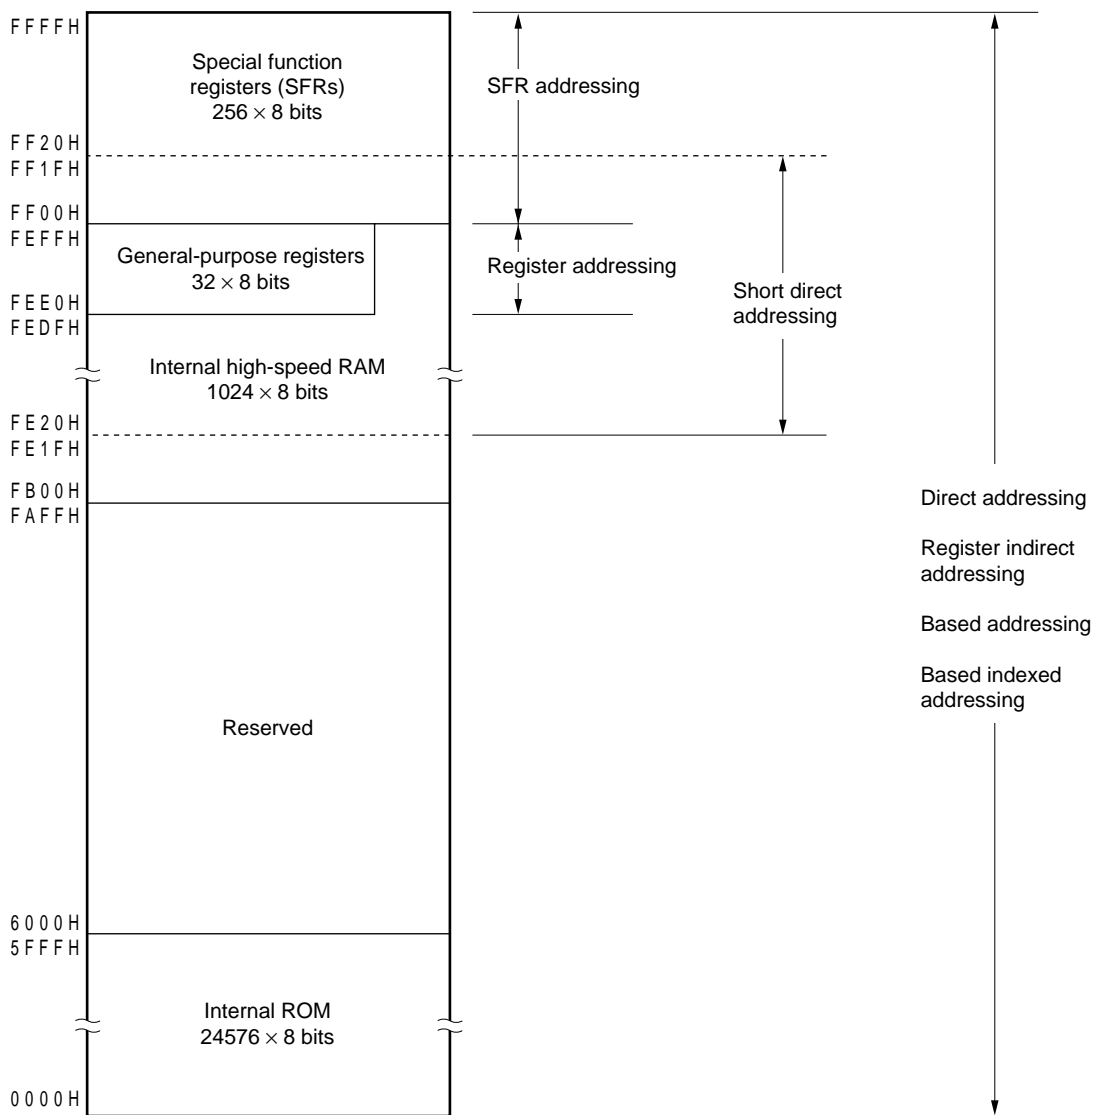 FFFFH
Special function
registers (SFRs)
256 × 8 bits
SFR addressing
FF20H
FF1FH
FF00H
FEFFH
General-purpose registers
32 × 8 bits
Register addressing
Short direct
addressing
FEE0H
FEDFH
Internal high-speed RAM
1024 × 8 bits
FE20H
FE1FH
FB00H
FAFFH
Direct addressing
Register indirect
addressing
Based addressing
Based indexed
addressing
Reserved
6000H
5FFFH
Internal ROM
24576 × 8 bits
0000H